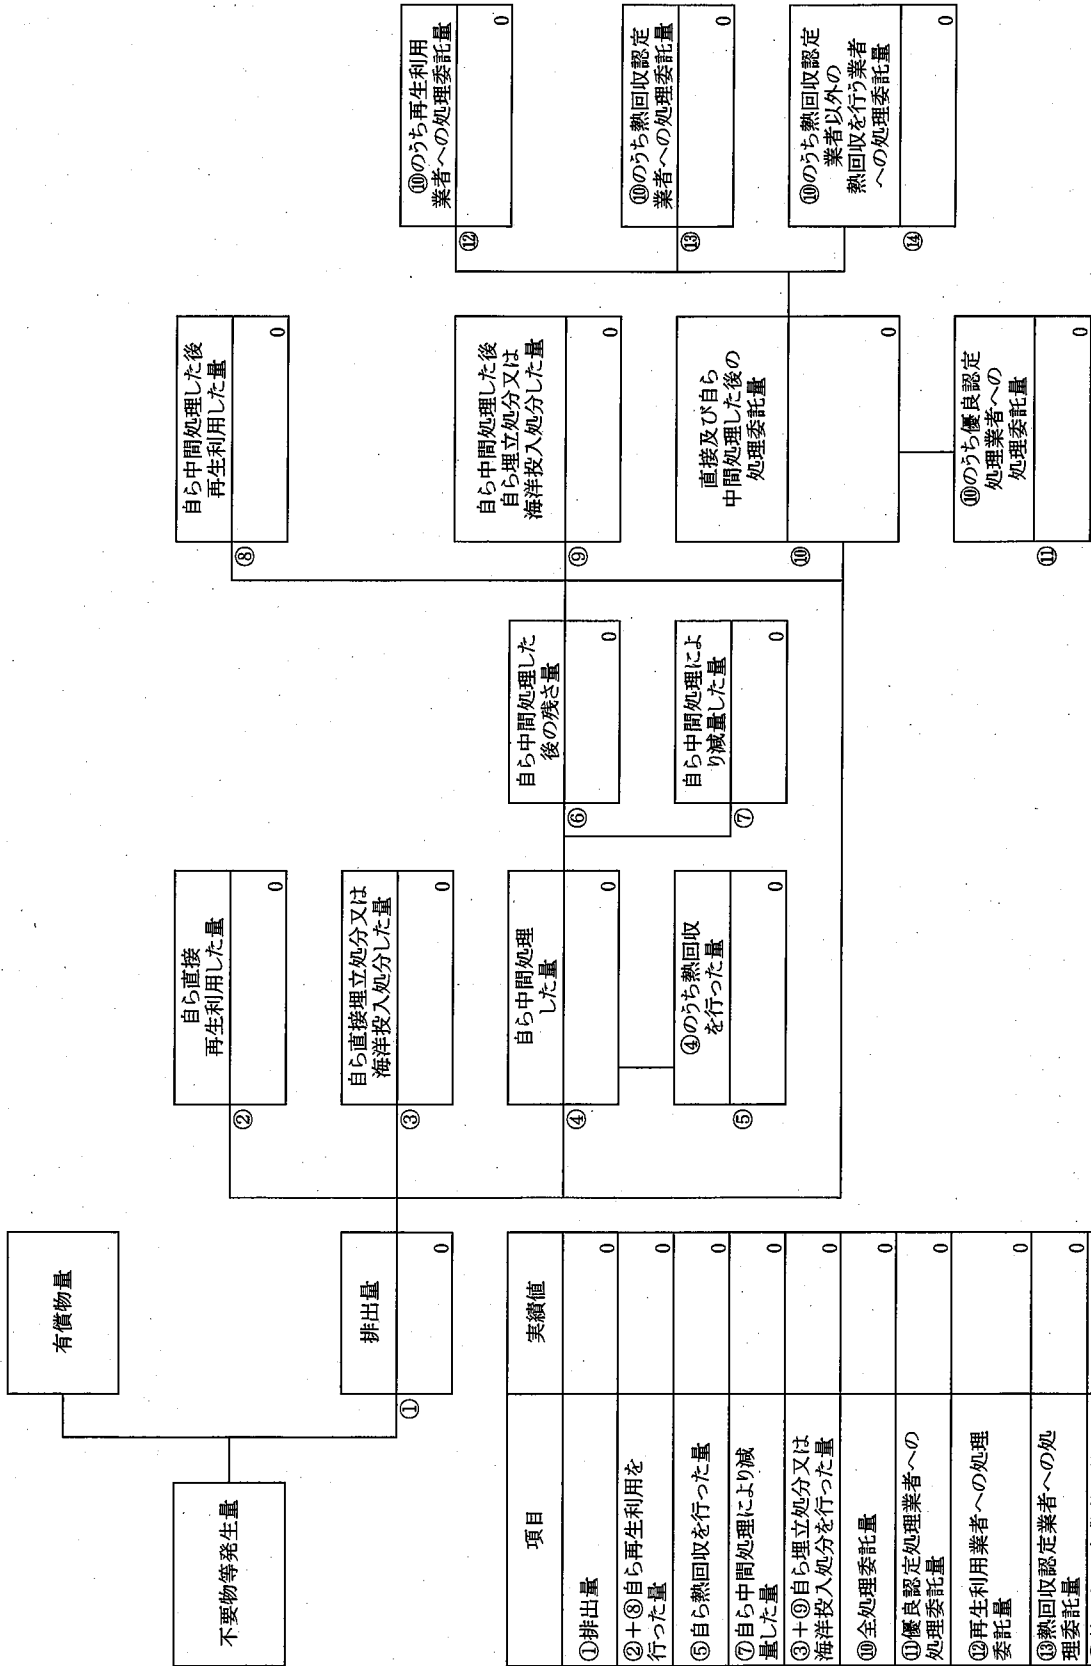 不要物等発生量
有償物量
排出量
①
0
自ら直接
再生利用した量
②
0
自ら直接埋立処分又は
海洋投入処分した量
③
0
自ら中間処理
した量
④
0
④のうち熱回収
を行った量
⑤
0
自ら中間処理した
後の残さ量
⑥
0
自ら中間処理によ
り減量した量
⑦
0
自ら中間処理した後
再生利用した量
⑧
0
自ら中間処理した後
自ら埋立処分又は
海洋投入処分した量
⑨
0
直接及び自ら
中間処理した後の
処理委託量
⑩
0
⑩のうち優良認定
処理業者への
処理委託量
⑪
0
⑩のうち再生利用
業者への処理委託量
⑫
0
⑩のうち熱回収認定
業者への処理委託量
⑬
0
⑩のうち熱回収認定
業者以外の
熱回収を行う業者
への処理委託量
⑭
0
項目 実績値
①排出量 0
②+⑧自ら再生利用を
行った量 0
⑤自ら熱回収を行った量 0
⑦自ら中間処理により減
量した量 0
③+⑨自ら埋立処分又は
海洋投入処分を行った量 0
⑩全処理委託量 0
⑪優良認定処理業者への
処理委託量 0
⑫再生利用業者への処理
委託量 0
⑬熱回収認定業者への処
理委託量 0